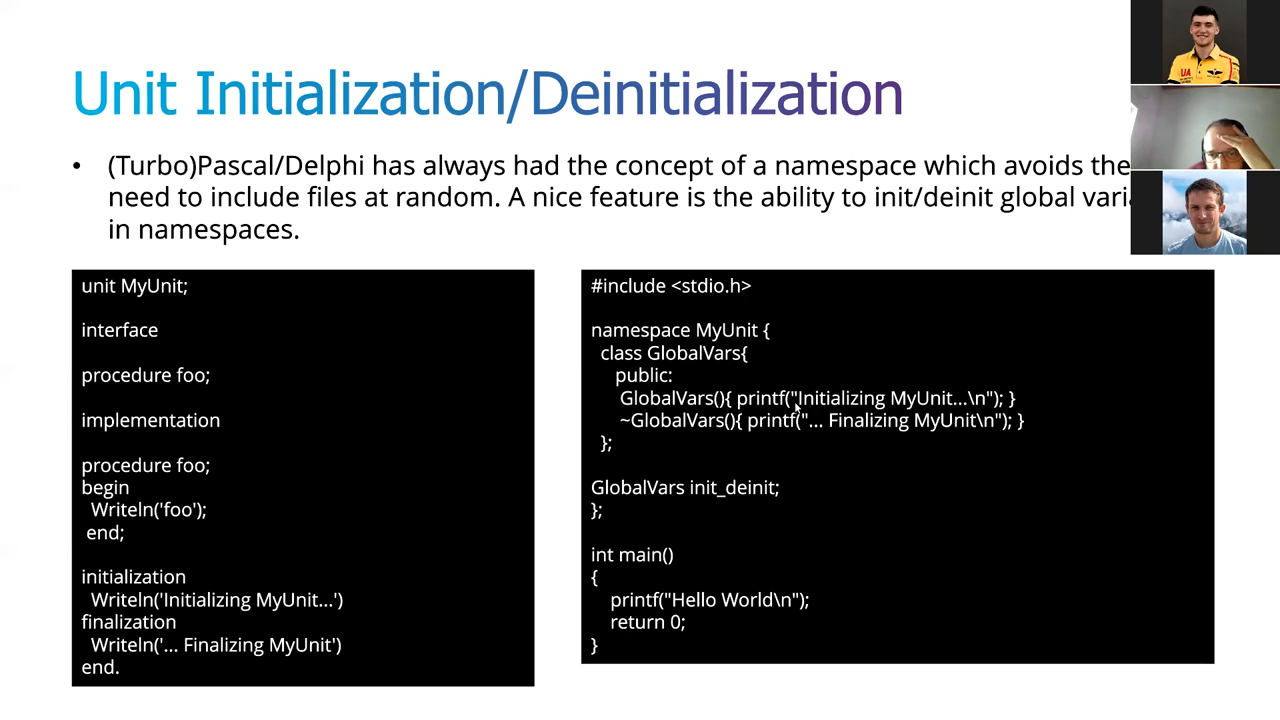 Unit Initialization/Deinitialization
• (Turbo)Pascal/Delphi has always had the concept of a namespace which avoids the
need to include files at random. A nice feature is the ability to init/deinit global
in namespaces.
unit MyUnit;
interface
procedure foo;
implementation
procedure foo;
begin
Writeln('foo');
end;
initialization
Writeln('Initializing MyUnit...')
finalization
Writeln('... Finalizing MyUnit')
end.
#include <stdio.h>
namespace MyUnit {
class GlobalVars{
public:
GlobalVars(){ printf("Initializing MyUnit...\n"); }
~GlobalVars(){ printf("... Finalizing MyUnit\n"); }
};
GlobalVars init_deinit;
};
int main()
{
printf("Hello World\n");
return 0;
}
UA